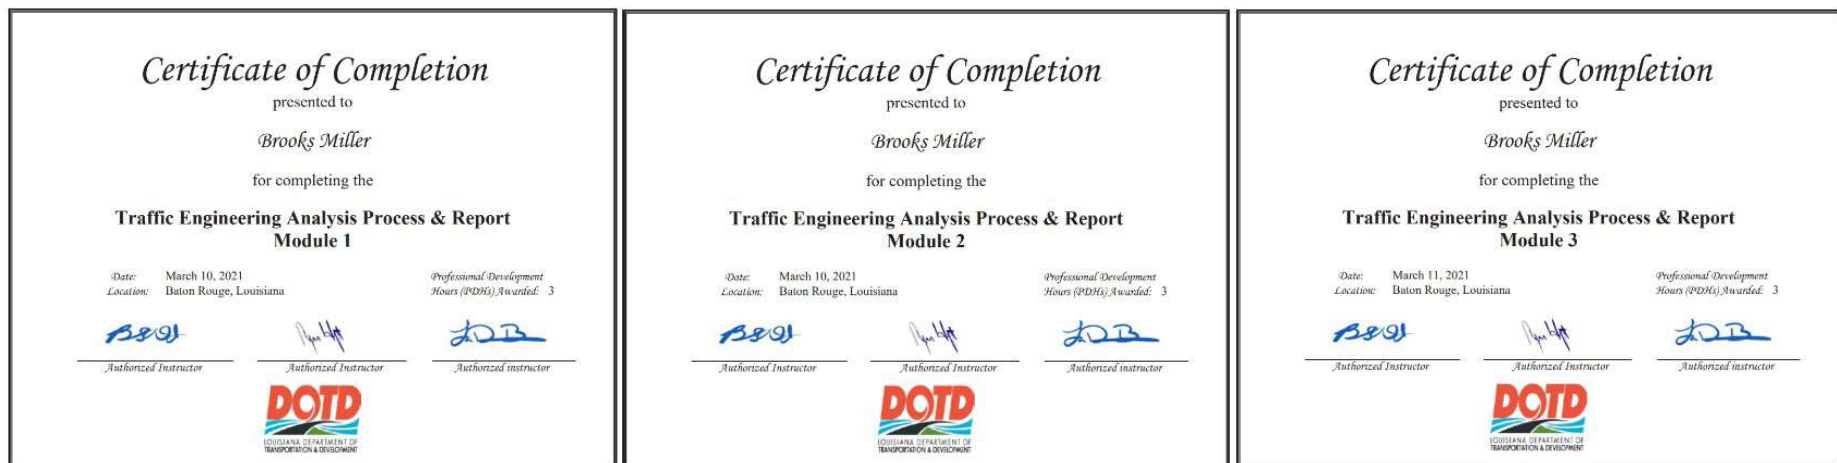 Certificate of Completion
presented to
Brooks Miller
for completing the
Traffic Engineering Analysis Process & Report
Module 1
Date: March 10, 2021
Location: Baton Rouge, Louisiana
Professional Development
Hours (PDHs) Awarded: 3
Authorized Instructor
Authorized Instructor
Authorized instructor
DOTD
LOUISIANA DEPARTMENT OF
TRANSPORTATION & DEVELOPMENT
Certificate of Completion
presented to
Brooks Miller
for completing the
Traffic Engineering Analysis Process & Report
Module 2
Date: March 10, 2021
Location: Baton Rouge, Louisiana
Professional Development
Hours (PDHs) Awarded: 3
Authorized Instructor
Authorized Instructor
Authorized instructor
DOTD
LOUISIANA DEPARTMENT OF
TRANSPORTATION & DEVELOPMENT
Certificate of Completion
presented to
Brooks Miller
for completing the
Traffic Engineering Analysis Process & Report
Module 3
Date: March 11, 2021
Location: Baton Rouge, Louisiana
Professional Development
Hours (PDHs) Awarded: 3
Authorized Instructor
Authorized Instructor
Authorized instructor
DOTD
LOUISIANA DEPARTMENT OF
TRANSPORTATION & DEVELOPMENT